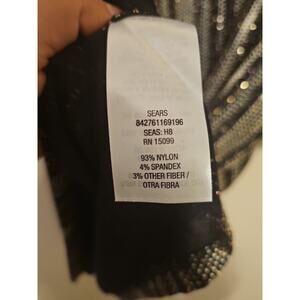 SEARS
842761169196
SEAS: H8
RN 15099
93% NYLON
4% SPANDEX
3% OTHER FIBER /
OTRA FIBRA